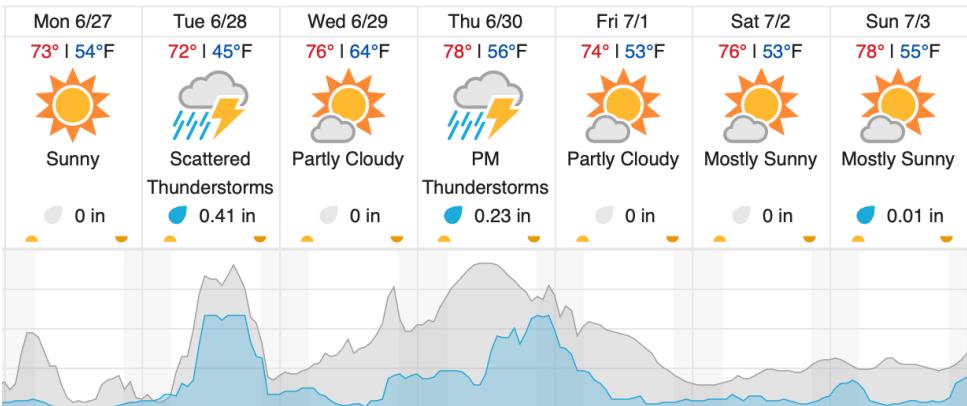 Mon 6/27 Tue 6/28 Wed 6/29 Thu 6/30 Fri 7/1 Sat 7/2 Sun 7/3
73° | 54°F 72° | 45°F 76° | 64°F 78° | 56°F 74° | 53°F 76° | 53°F 78° | 55°F
Sunny Scattered Partly Cloudy PM Partly Cloudy Mostly Sunny Mostly Sunny
Thunderstorms Thunderstorms
0 in 0.41 in 0 in 0.23 in 0 in 0 in 0.01 in